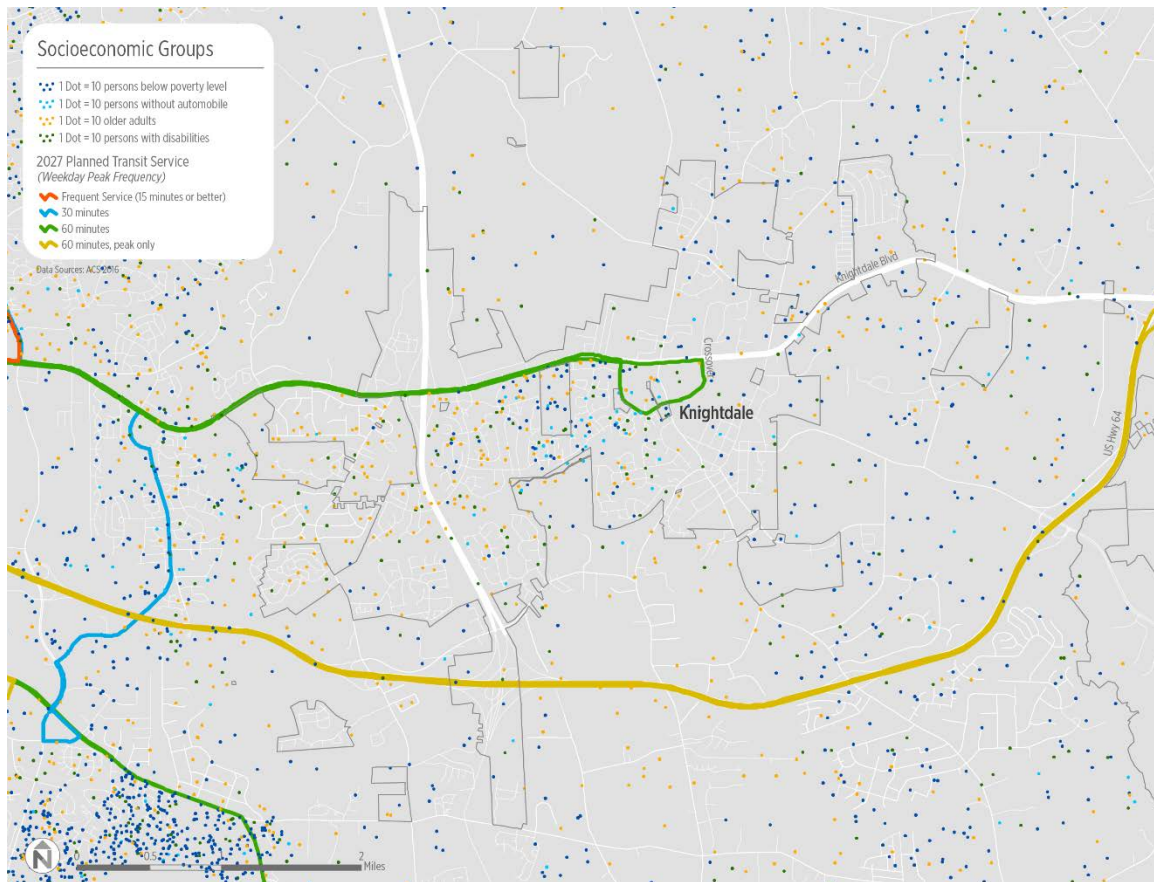 Socioeconomic Groups
1 Dot = 10 persons below poverty level
1 Dot = 10 persons without automobile
1 Dot = 10 older adults
1 Dot = 10 persons with disabilities
2027 Planned Transit Service
(Weekday Peak Frequency)
Frequent Service (15 minutes or better)
30 minutes
60 minutes
60 minutes, peak only
Data Sources: ACS 2016
Knightdale Blvd
Crossove
Knightdale
US Hwy 64
N
0 0.5 1 2
Miles